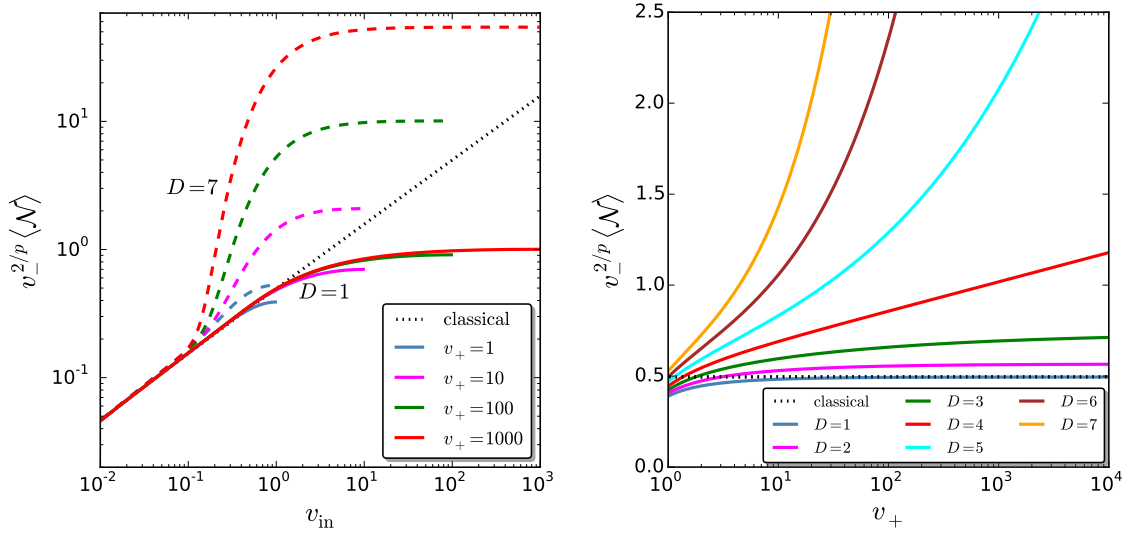 10^1
10^0
10^{-1}
v_-^{2/p} ⟨𝒩⟩
D=7
D=1
classical
v_+=1
v_+=10
v_+=100
v_+=1000
10^{-2} 10^{-1} 10^0 10^1 10^2 10^3
v_in
2.5
2.0
1.5
1.0
0.5
0.0
v_-^{2/p} ⟨𝒩⟩
classical D=3 D=6
D=1 D=4 D=7
D=2 D=5
10^0 10^1 10^2 10^3 10^4
v_+